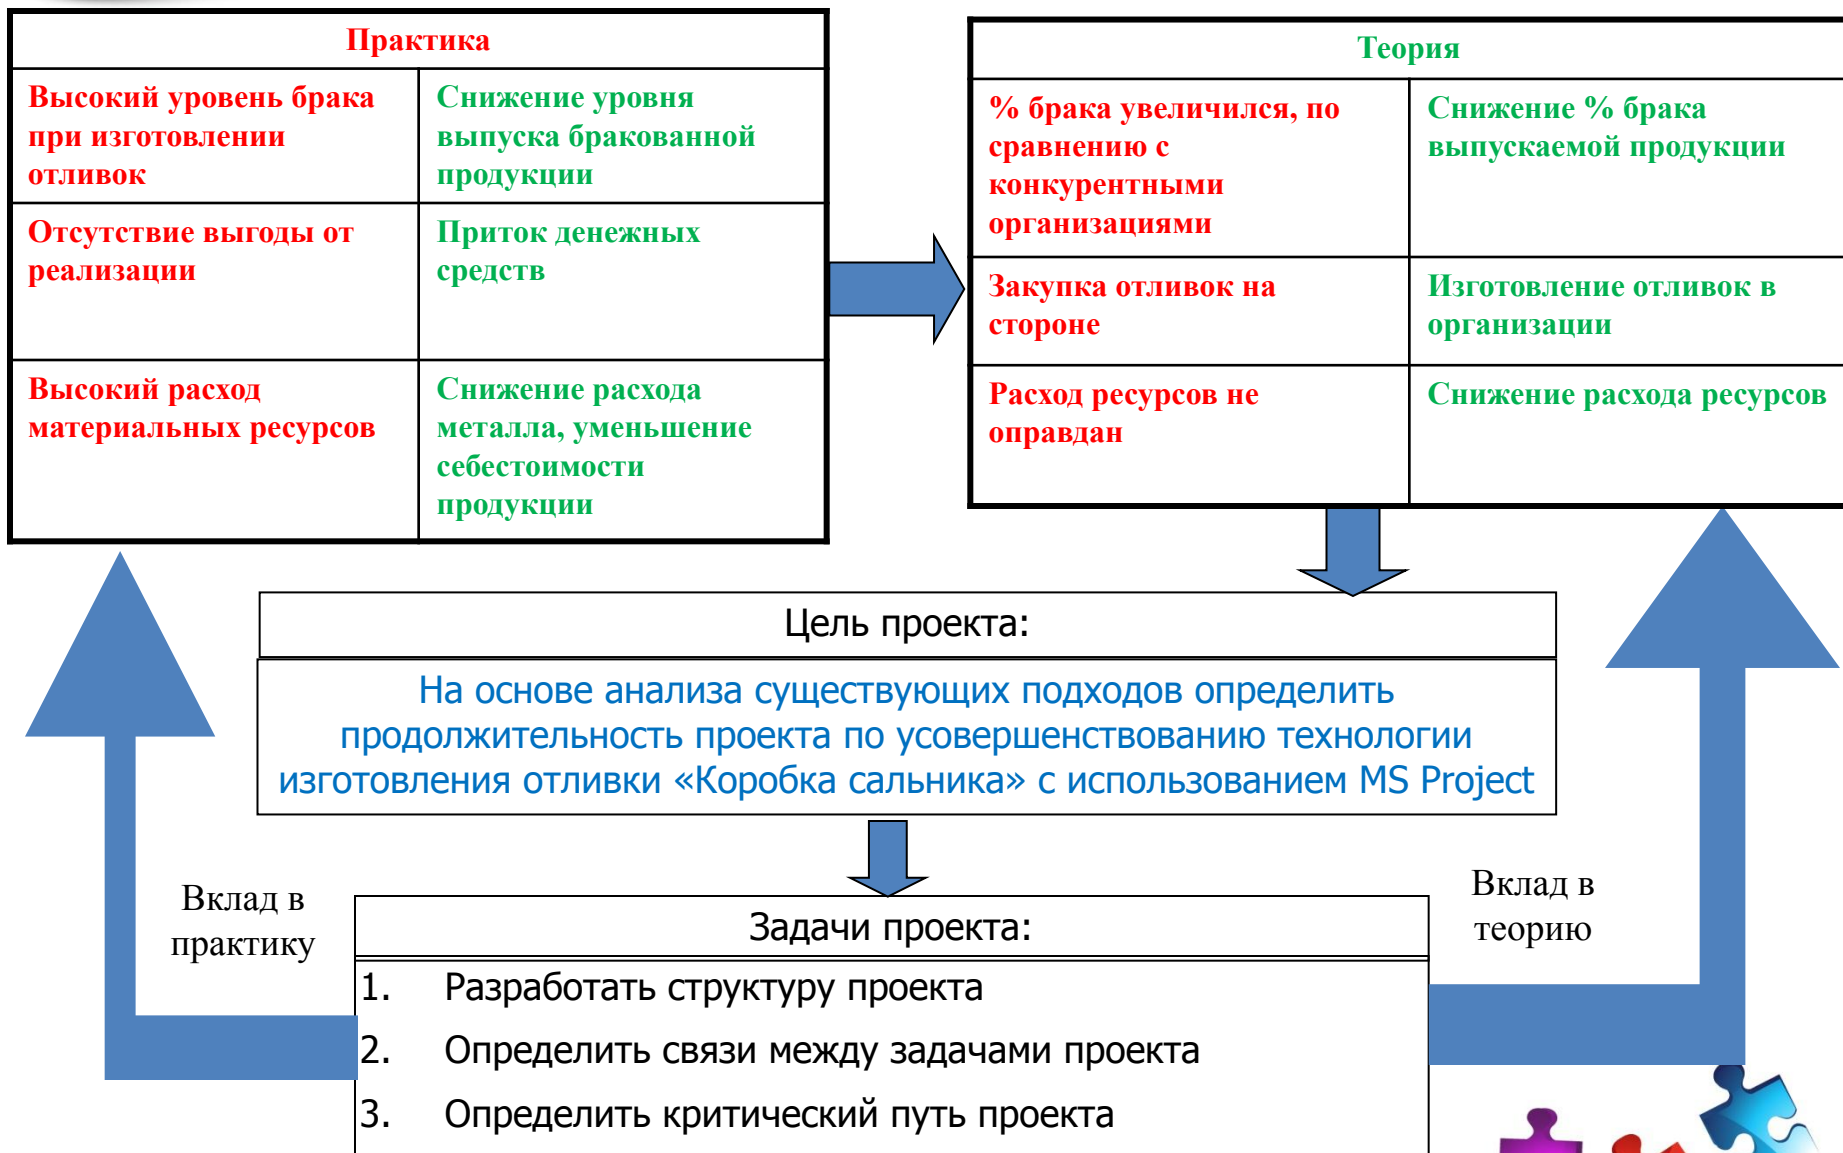 Практика
Высокий уровень брака
при изготовлении
отливок
Снижение уровня
выпуска бракованной
продукции
Отсутствие выгоды от
реализации
Приток денежных
средств
Высокий расход
материальных ресурсов
Снижение расхода
металла, уменьшение
себестоимости
продукции
Теория
% брака увеличился, по
сравнению с
конкурентными
организациями
Снижение % брака
выпускаемой продукции
Закупка отливок на
стороне
Изготовление отливок в
организации
Расход ресурсов не
оправдан
Снижение расхода ресурсов
Цель проекта:
На основе анализа существующих подходов определить
продолжительность проекта по усовершенствованию технологии
изготовления отливки «Коробка сальника» с использованием MS Project
Вклад в
практику
Задачи проекта:
1. Разработать структуру проекта
2. Определить связи между задачами проекта
3. Определить критический путь проекта
Вклад в
теорию